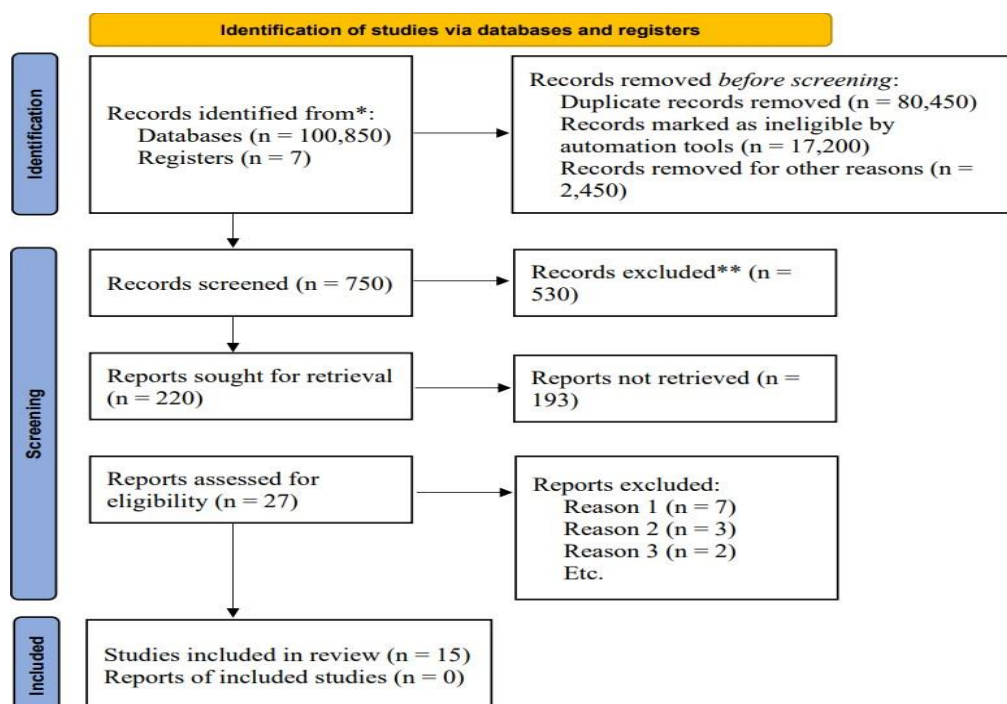 Identification of studies via databases and registers
Identification
Records identified from*:
Databases (n = 100,850)
Registers (n = 7)
Records removed before screening:
Duplicate records removed (n = 80,450)
Records marked as ineligible by
automation tools (n = 17,200)
Records removed for other reasons (n =
2,450)
Screening
Records screened (n = 750)
Records excluded** (n =
530)
Reports sought for retrieval
(n = 220)
Reports not retrieved (n =
193)
Reports assessed for
eligibility (n = 27)
Reports excluded:
Reason 1 (n = 7)
Reason 2 (n = 3)
Reason 3 (n = 2)
Etc.
Included
Studies included in review (n = 15)
Reports of included studies (n = 0)